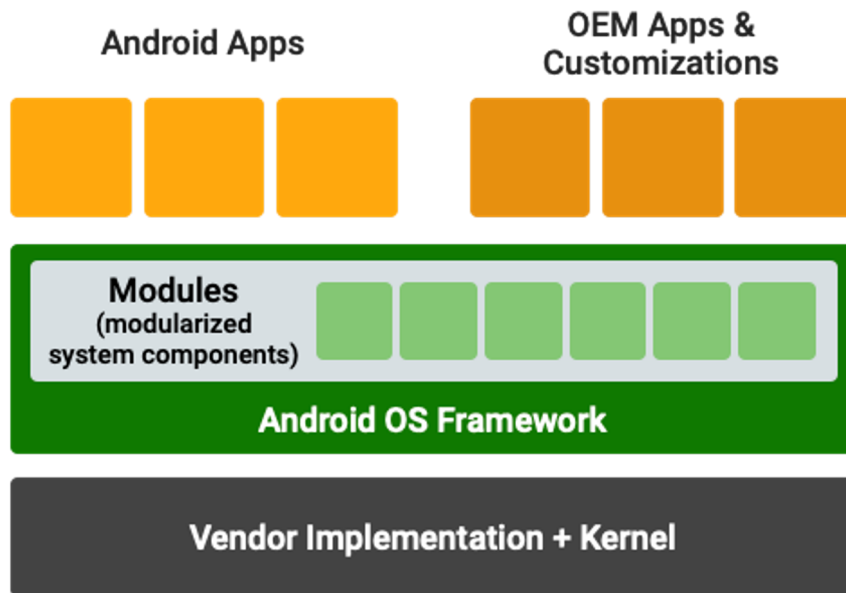 Android Apps
OEM Apps &
Customizations
Modules
(modularized
system components)
Android OS Framework
Vendor Implementation + Kernel